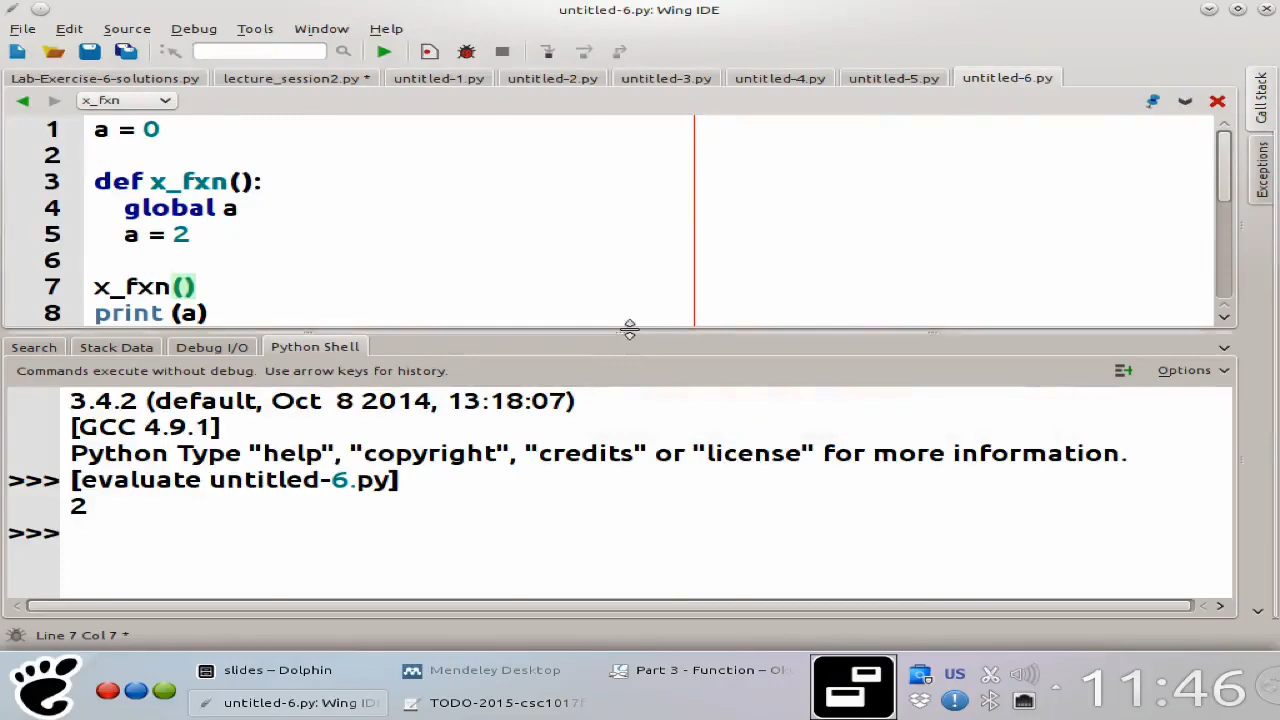 untitled-6.py: Wing IDE
File Edit Source Debug Tools Window Help
Lab-Exercise-6-solutions.py lecture_session2.py * untitled-1.py untitled-2.py untitled-3.py untitled-4.py untitled-5.py untitled-6.py
x_fxn
Call Stack
Exceptions
1 a = 0
2
3 def x_fxn():
4 global a
5 a = 2
6
7 x_fxn()
8 print (a)
Search Stack Data Debug I/O Python Shell
Commands execute without debug. Use arrow keys for history.
Options
3.4.2 (default, Oct 8 2014, 13:18:07)
[GCC 4.9.1]
Python Type "help", "copyright", "credits" or "license" for more information.
>>> [evaluate untitled-6.py]
2
>>>
Line 7 Col 7 *
slides – Dolphin Mendeley Desktop Part 3 - Function – Ok
untitled-6.py: Wing IDE TODO-2015-csc1017f
US
11:46